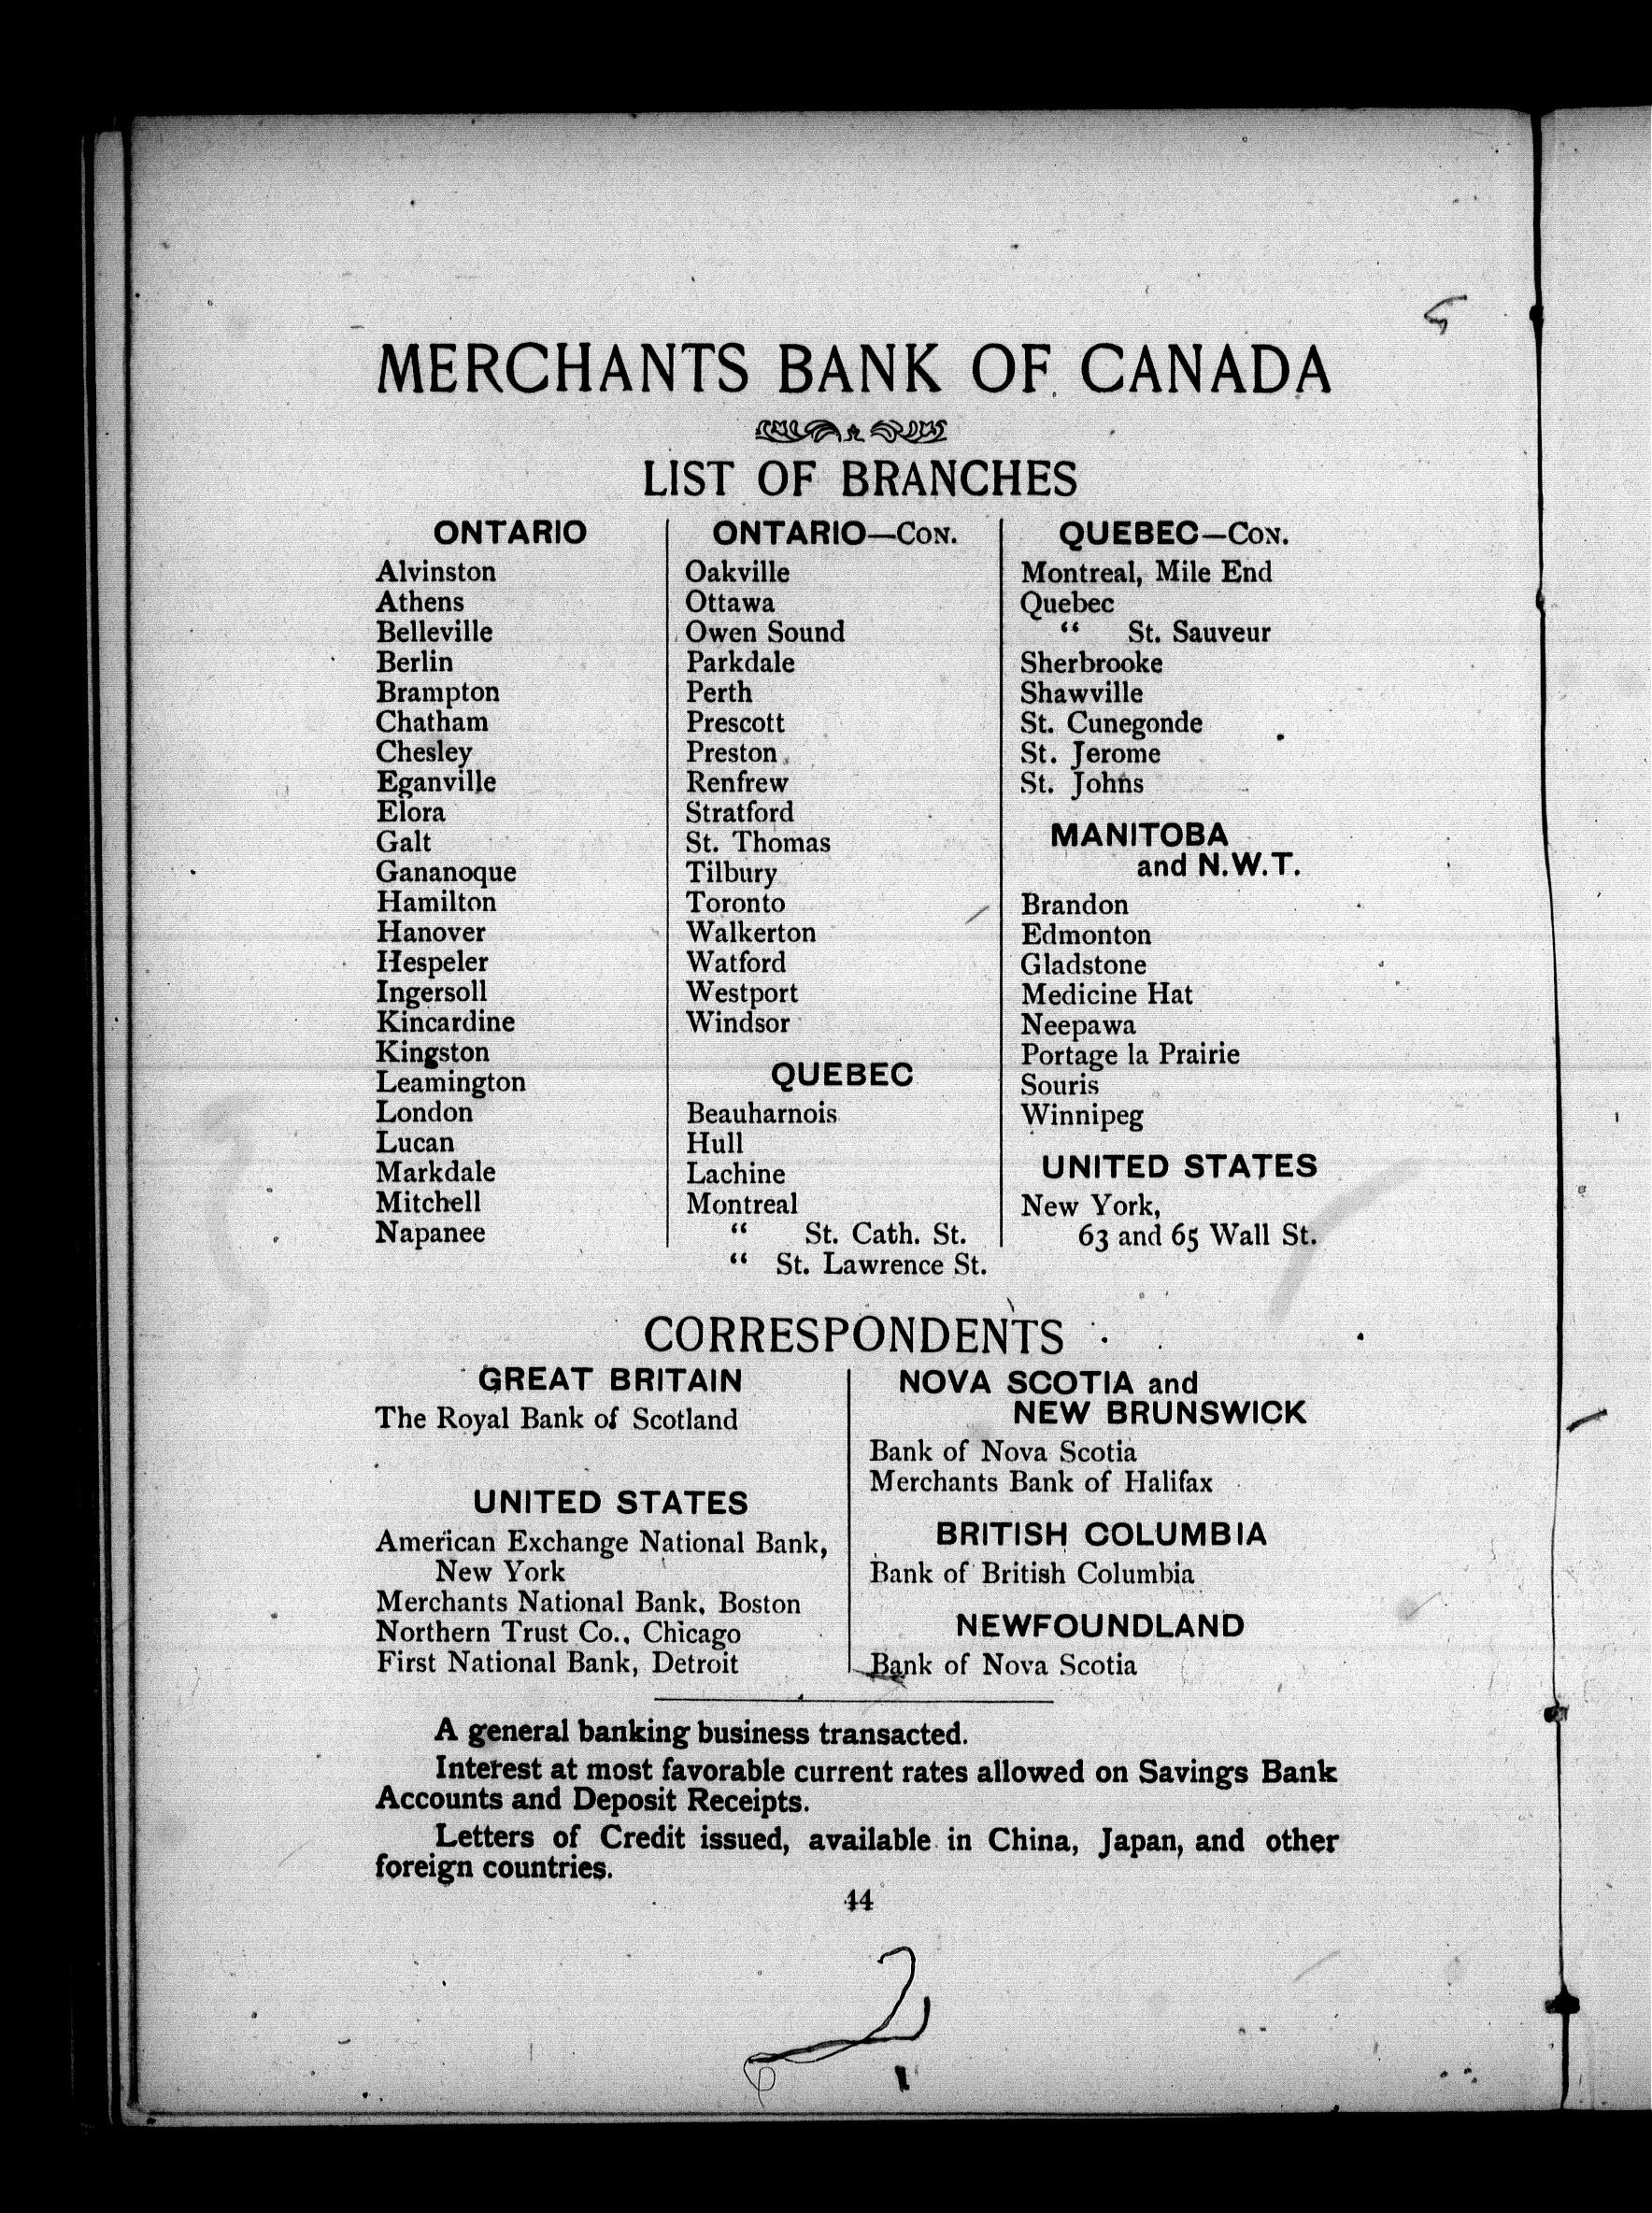 MERCHANTS BANK OF CANADA
LIST OF BRANCHES
ONTARIO
Alvinston
Athens
Belleville
Berlin
Brampton
Chatham
Chesley
Eganville
Elora
Galt
Gananoque
Hamilton
Hanover
Hespeler
Ingersoll
Kincardine
Kingston
Leamington
London
Lucan
Markdale
Mitchell
Napanee
ONTARIO—CON.
Oakville
Ottawa
Owen Sound
Parkdale
Perth
Prescott
Preston
Renfrew
Stratford
St. Thomas
Tilbury
Toronto
Walkerton
Watford
Westport
Windsor
QUEBEC
Beauharnois
Hull
Lachine
Montreal
“ St. Cath. St.
“ St. Lawrence St.
QUEBEC—CON.
Montreal, Mile End
Quebec
“ St. Sauveur
Sherbrooke
Shawville
St. Cunegonde
St. Jerome
St. Johns
MANITOBA
and N.W.T.
Brandon
Edmonton
Gladstone
Medicine Hat
Neepawa
Portage la Prairie
Souris
Winnipeg
UNITED STATES
New York,
63 and 65 Wall St.
CORRESPONDENTS
GREAT BRITAIN
The Royal Bank of Scotland
UNITED STATES
American Exchange National Bank,
New York
Merchants National Bank, Boston
Northern Trust Co., Chicago
First National Bank, Detroit
NOVA SCOTIA and
NEW BRUNSWICK
Bank of Nova Scotia
Merchants Bank of Halifax
BRITISH COLUMBIA
Bank of British Columbia
NEWFOUNDLAND
Bank of Nova Scotia
A general banking business transacted.
Interest at most favorable current rates allowed on Savings Bank
Accounts and Deposit Receipts.
Letters of Credit issued, available in China, Japan, and other
foreign countries.
44